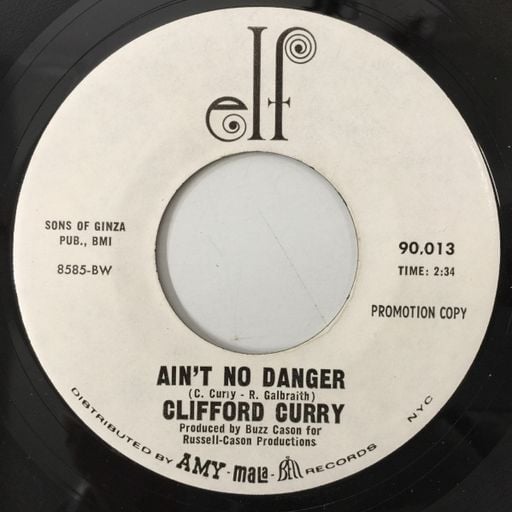 elf
SONS OF GINZA
PUB., BMI
8585-BW
90,013
TIME: 2:34
PROMOTION COPY
AIN'T NO DANGER
(C. Curry - R. Galbraith)
CLIFFORD CURRY
Produced by Buzz Cason for
Russell-Cason Productions
DISTRIBUTED BY AMY - mala - BELL RECORDS NYC